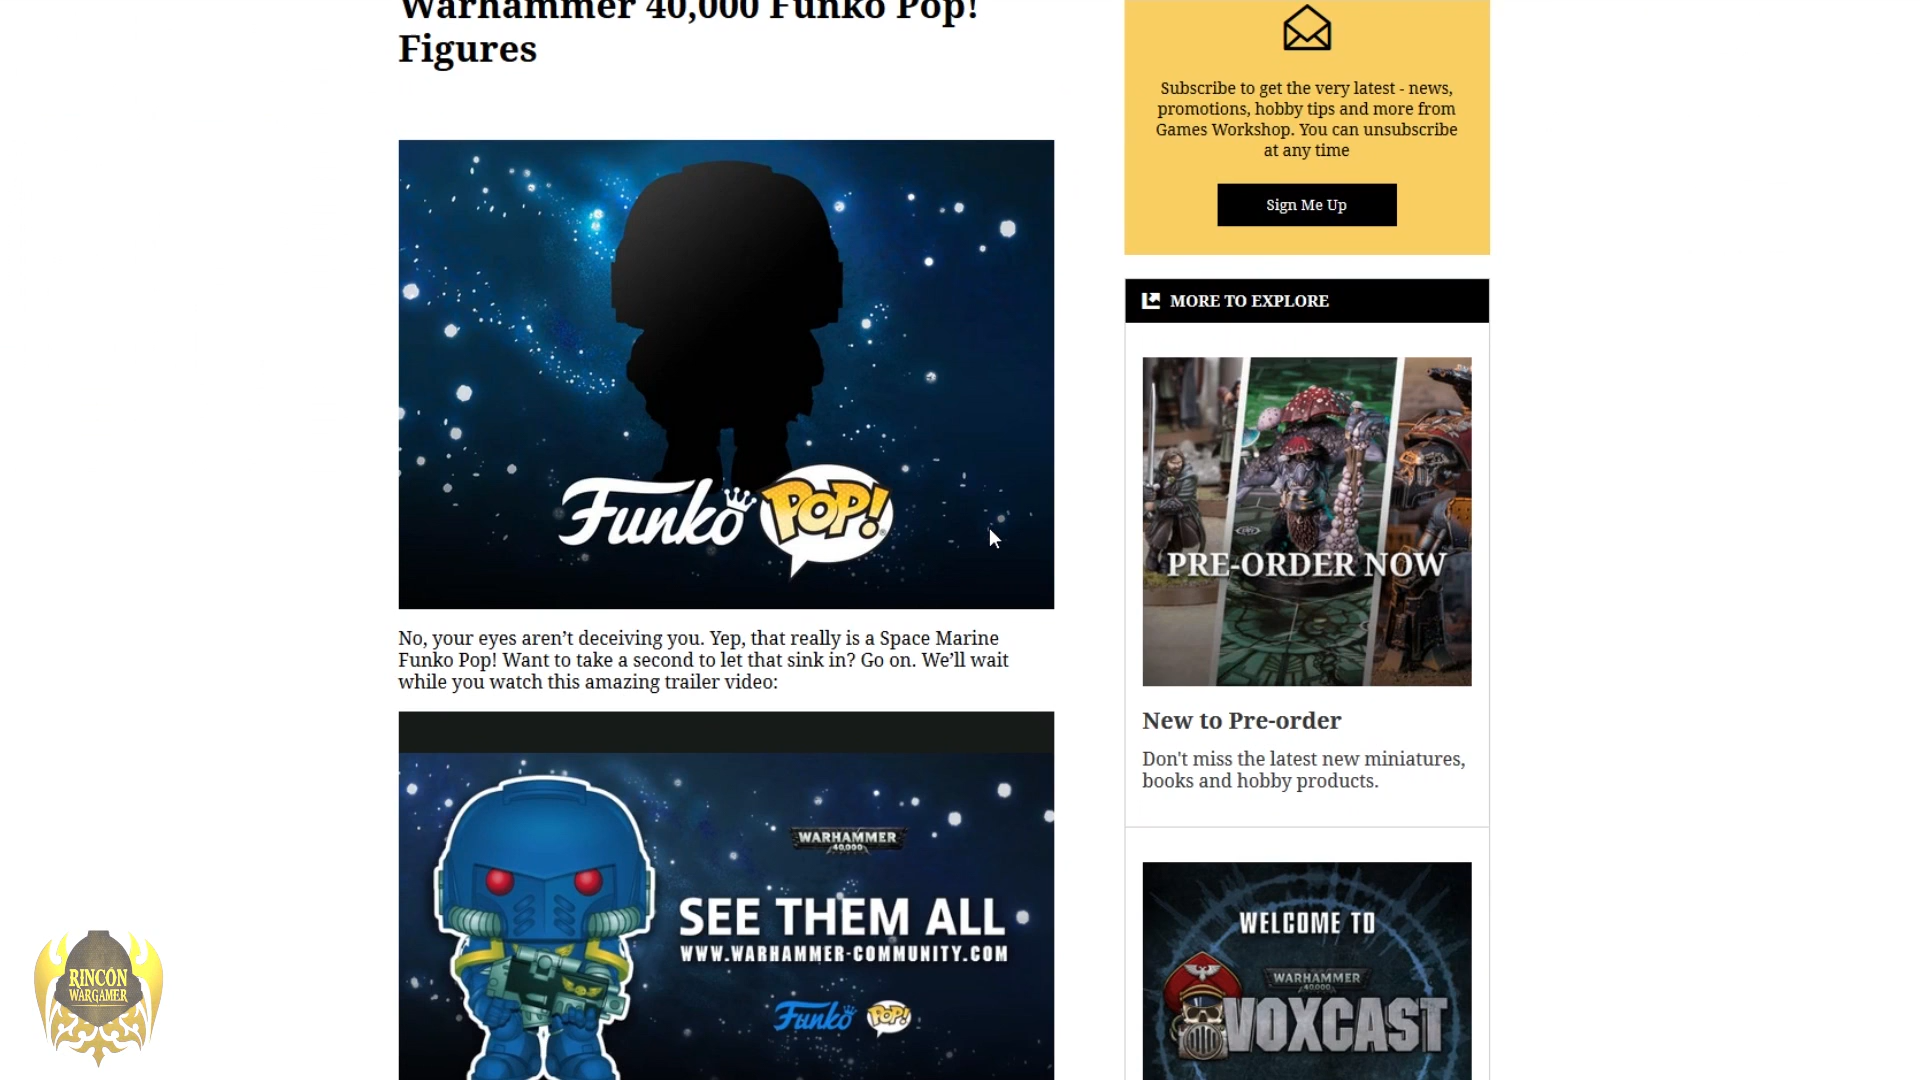 Warhammer 40,000 Funko Pop!
Figures
Funko POP!
No, your eyes aren’t deceiving you. Yep, that really is a Space Marine
Funko Pop! Want to take a second to let that sink in? Go on. We’ll wait
while you watch this amazing trailer video:
WARHAMMER
40,000
SEE THEM ALL
WWW.WARHAMMER-COMMUNITY.COM
Funko POP!
Subscribe to get the very latest - news,
promotions, hobby tips and more from
Games Workshop. You can unsubscribe
at any time
Sign Me Up
MORE TO EXPLORE
PRE-ORDER NOW
New to Pre-order
Don't miss the latest new miniatures,
books and hobby products.
WELCOME TO
WARHAMMER
40,000
VOXCAST
RINCÓN
WARGAMER